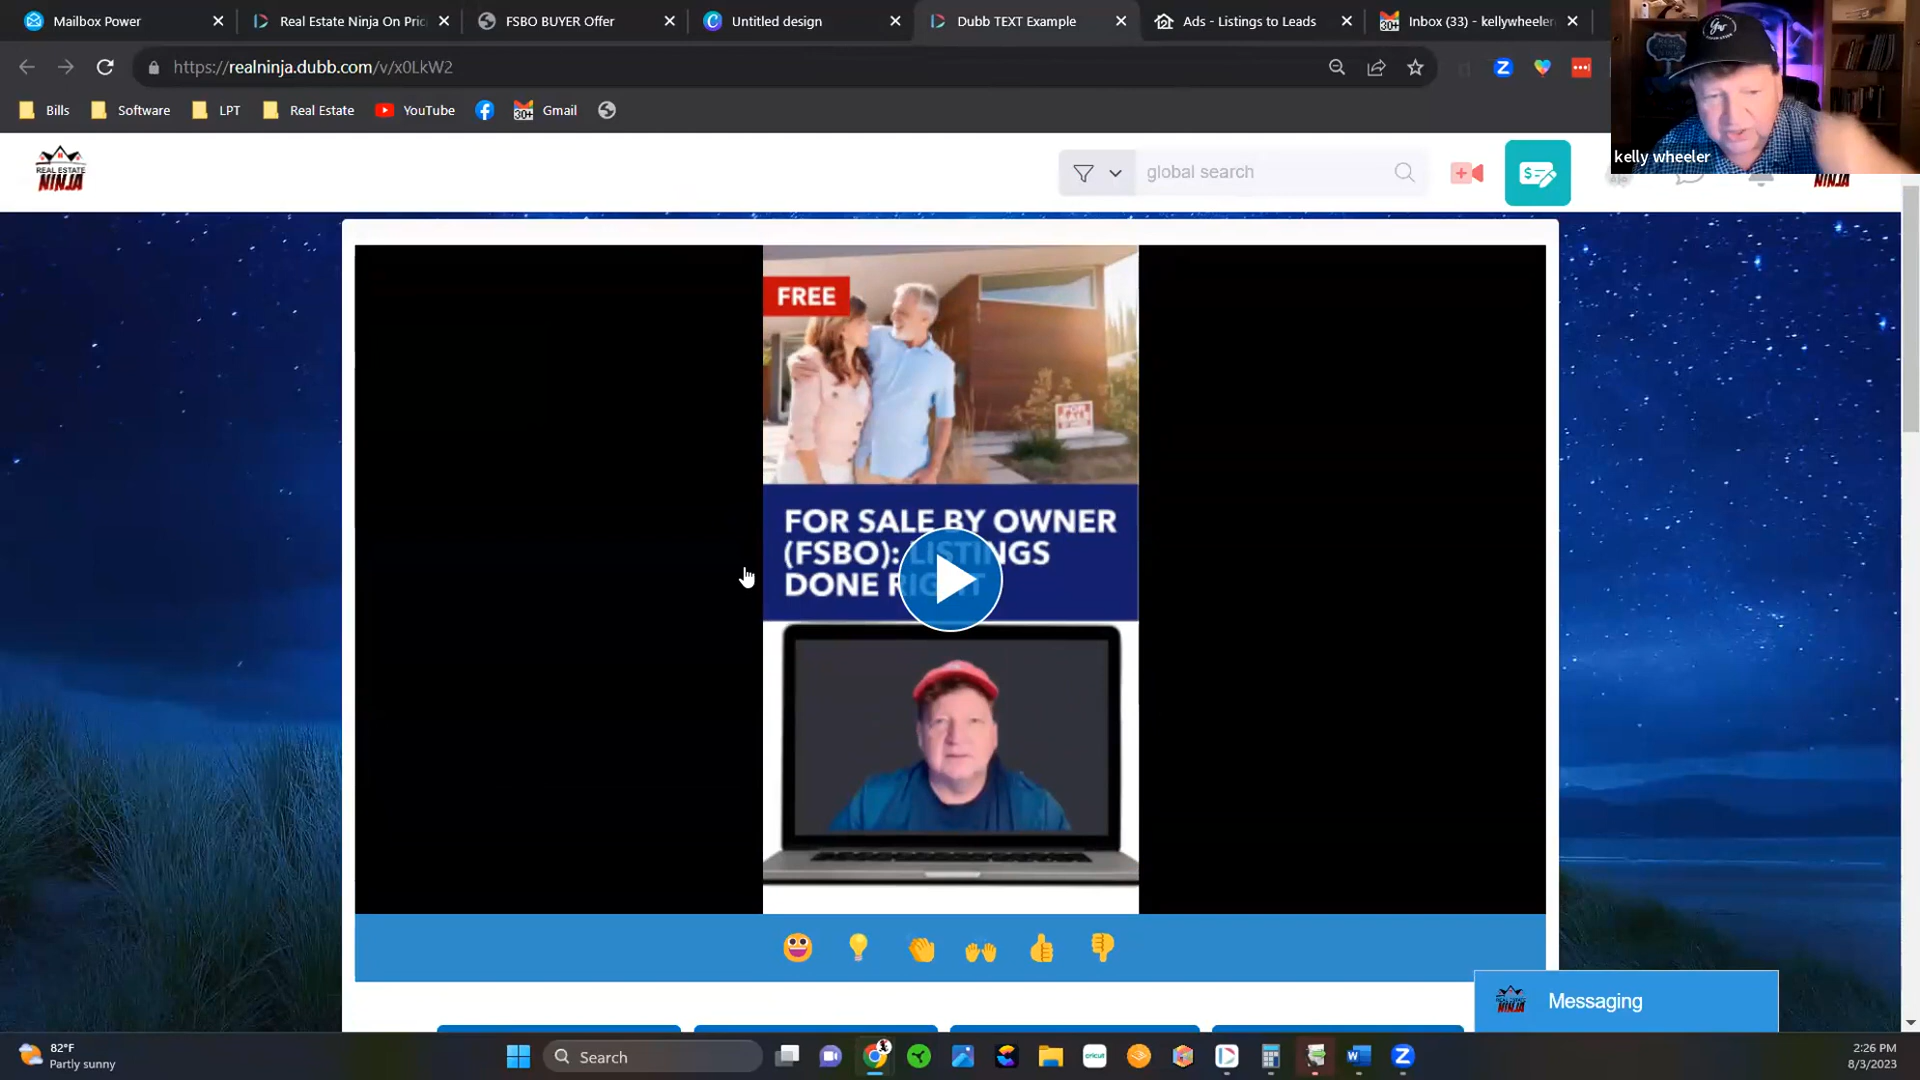 Mailbox Power
Real Estate Ninja On Pric
FSBO BUYER Offer
Untitled design
Dubb TEXT Example
Ads - Listings to Leads
Inbox (33) - kellywheeler
https://realninja.dubb.com/v/x0LkW2
Bills
Software
LPT
Real Estate
YouTube
Gmail
kelly wheeler
REAL ESTATE
NINJA
global search
NINJA
FREE
FOR SALE BY OWNER
(FSBO): LISTINGS
DONE RIGHT
Messaging
82°F
Partly sunny
Search
2:26 PM
8/3/2023